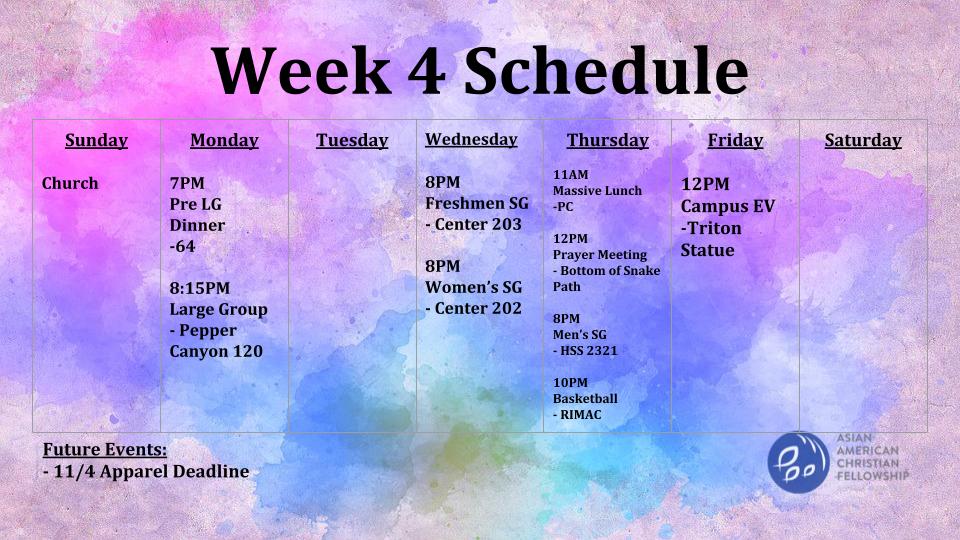 Week 4 Schedule
Sunday
Church
Monday
7PM
Pre LG
Dinner
-64
8:15PM
Large Group
- Pepper
Canyon 120
Tuesday
Wednesday
8PM
Freshmen SG
- Center 203
8PM
Women’s SG
- Center 202
Thursday
11AM
Massive Lunch
-PC
12PM
Prayer Meeting
- Bottom of Snake
Path
8PM
Men’s SG
- HSS 2321
10PM
Basketball
- RIMAC
Friday
12PM
Campus EV
-Triton
Statue
Saturday
Future Events:
- 11/4 Apparel Deadline
ASIAN
AMERICAN
CHRISTIAN
FELLOWSHIP